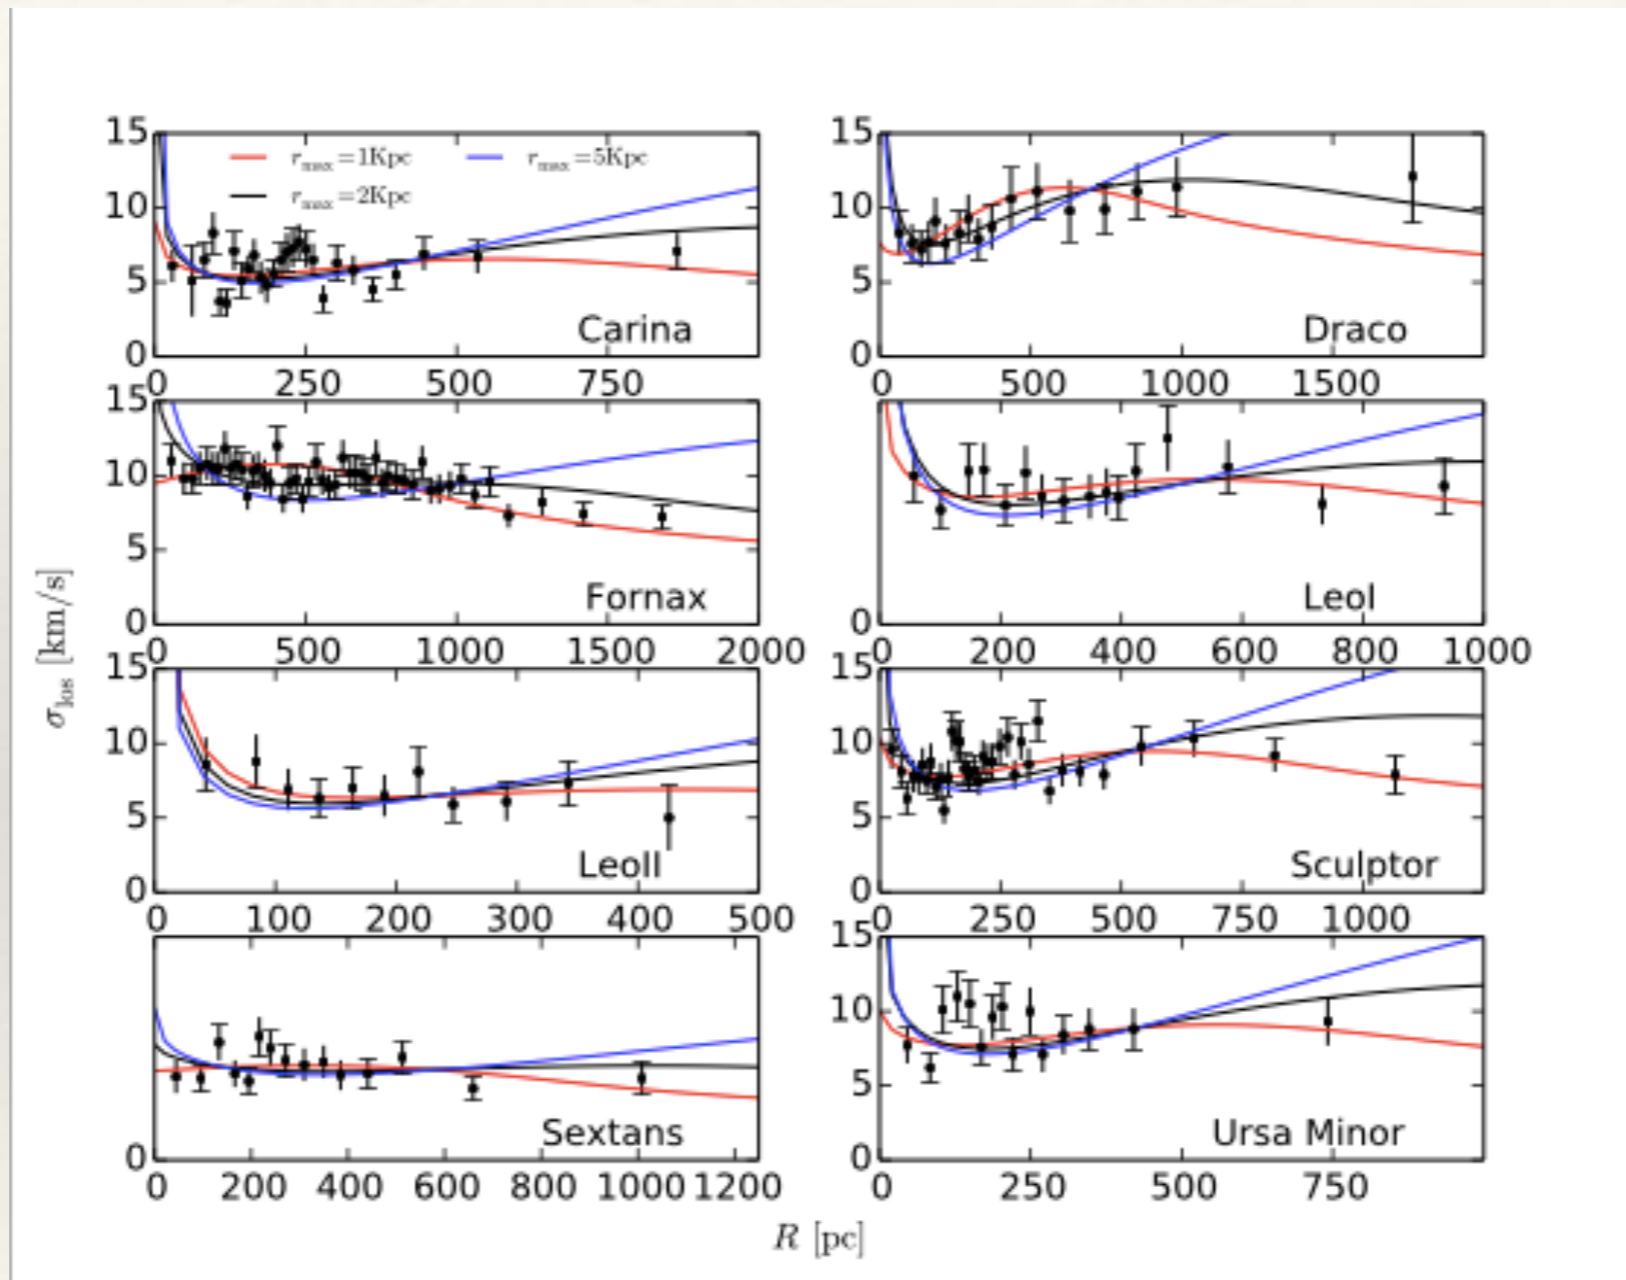 15
10
5
0
r_max=1Kpc
r_max=5Kpc
r_max=2Kpc
Carina
0 250 500 750
15
10
5
0
Draco
0 500 1000 1500
15
10
5
0
Fornax
0 500 1000 1500 2000
0
LeoI
0 200 400 600 800 1000
15
10
5
0
LeoII
0 100 200 300 400 500
15
10
5
0
Sculptor
0 250 500 750 1000
0
Sextans
0 200 400 600 800 1000 1200
15
10
5
0
Ursa Minor
0 250 500 750
σ_los [km/s]
R [pc]